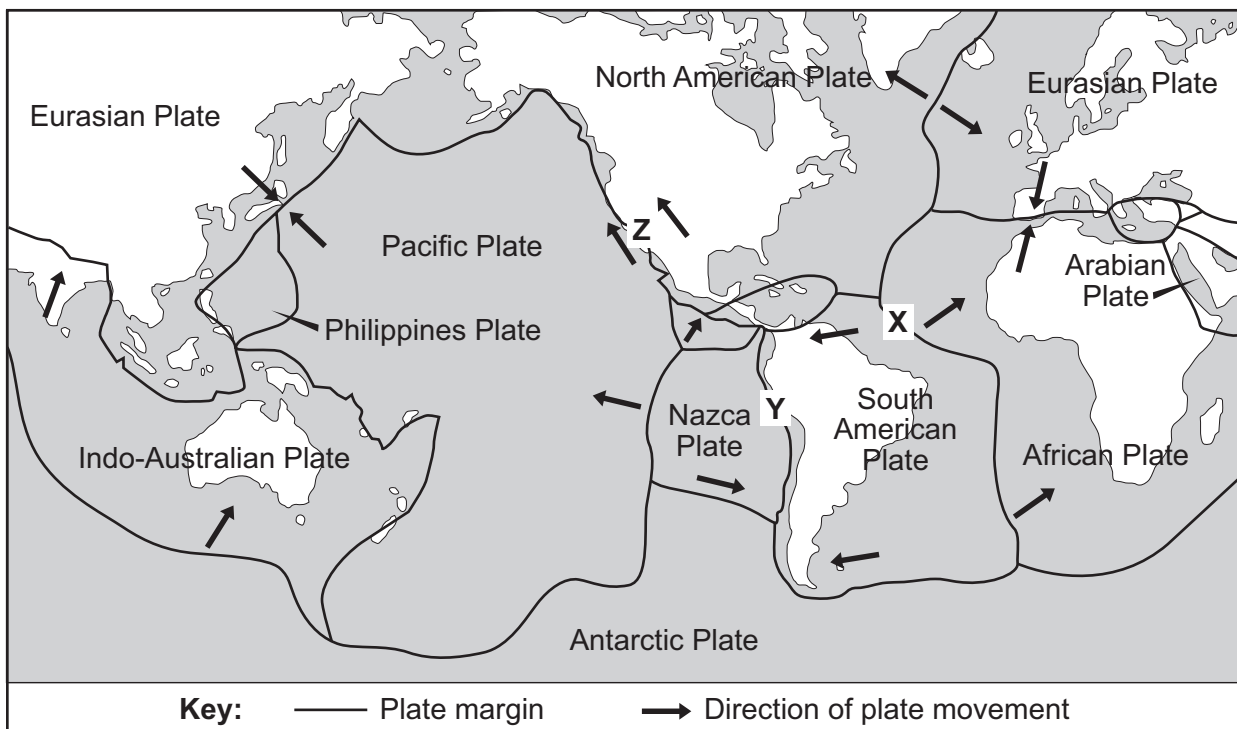 North American Plate
Eurasian Plate
Eurasian Plate
Z
Pacific Plate
Arabian
Plate
Philippines Plate
X
Y
Nazca
Plate
South
American
Plate
Indo-Australian Plate
African Plate
Antarctic Plate
Key: Plate margin Direction of plate movement